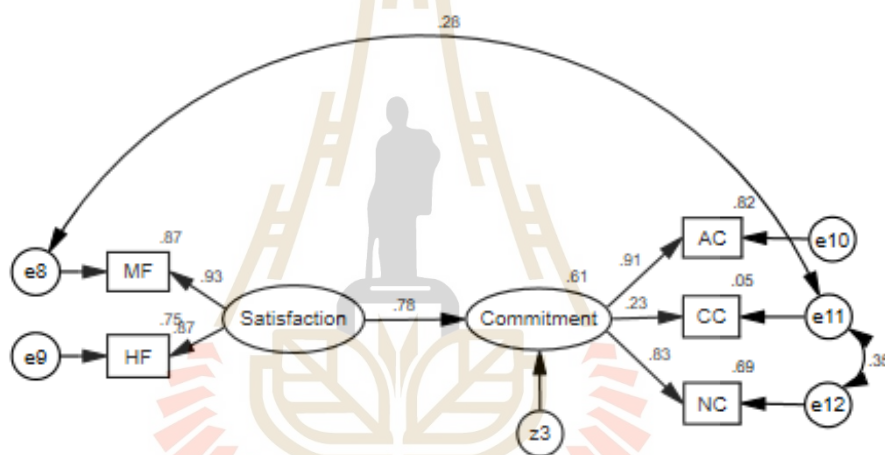 .28
.82
.87
AC
e10
e8
MF
.93
.91
.61
.05
Satisfaction
.78
Commitment
.23
CC
e11
.75
.87
e9
HF
.83
.69
.35
NC
e12
z3